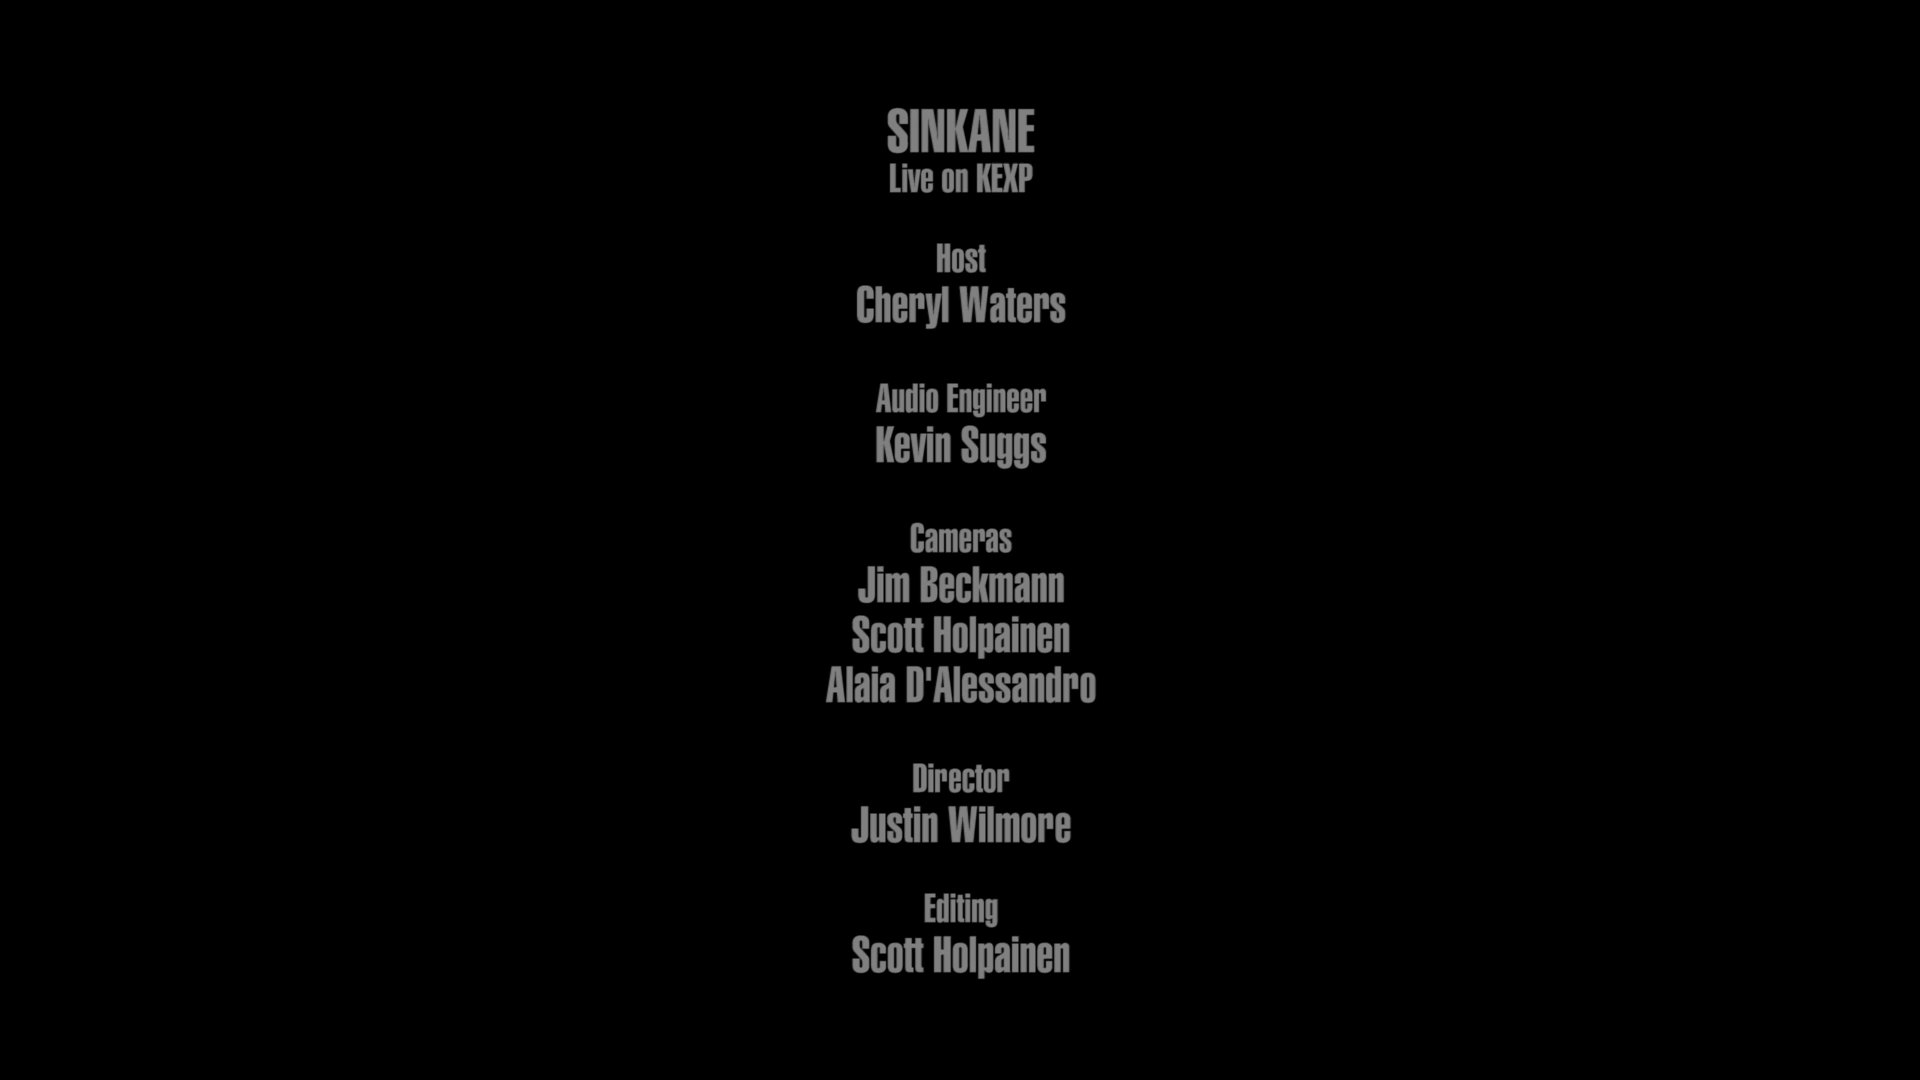 SINKANE
Live on KEXP
Host
Cheryl Waters
Audio Engineer
Kevin Suggs
Cameras
Jim Beckmann
Scott Holpainen
Alaia D'Alessandro
Director
Justin Wilmore
Editing
Scott Holpainen